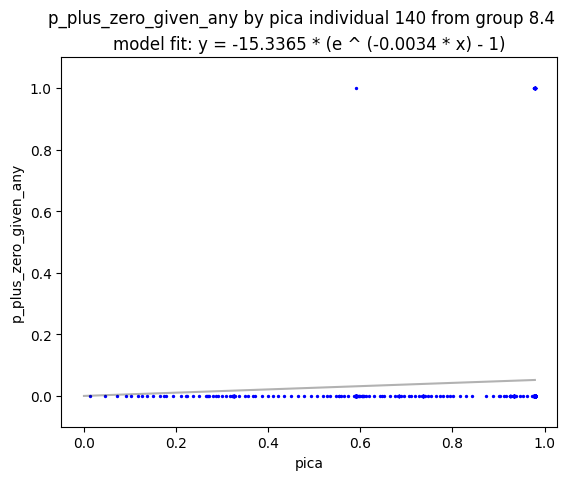 p_plus_zero_given_any by pica individual 140 from group 8.4
model fit: y = -15.3365 * (e ^ (-0.0034 * x) - 1)
1.0
0.8
0.6
0.4
0.2
0.0
p_plus_zero_given_any
0.0 0.2 0.4 0.6 0.8 1.0
pica